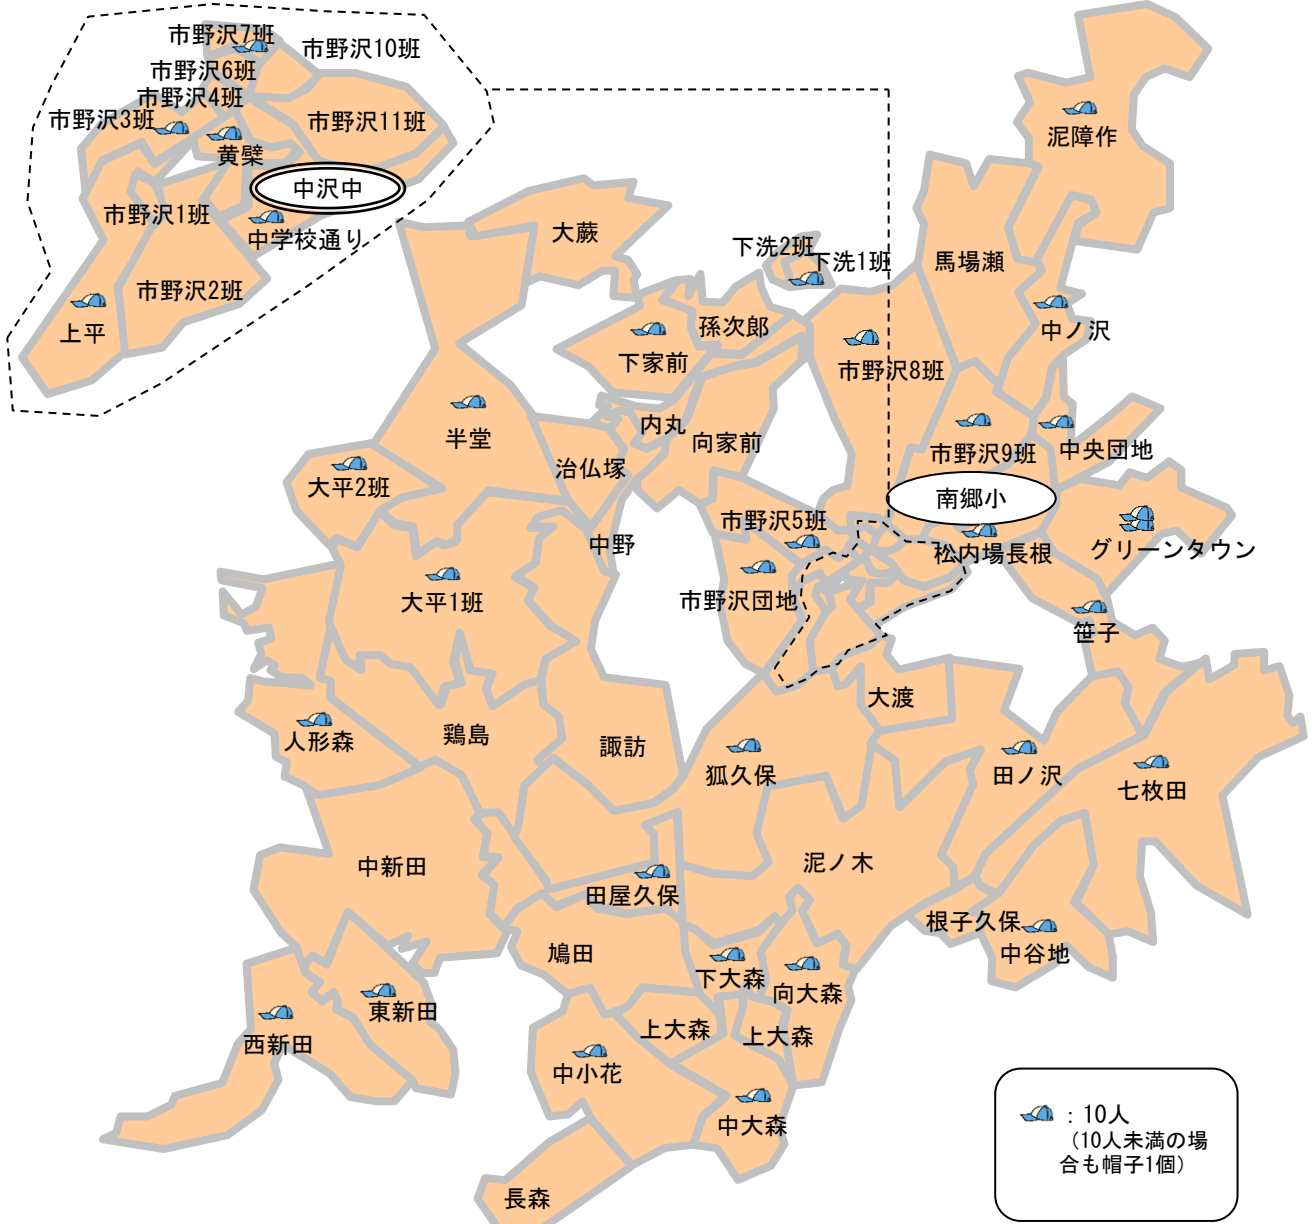 市野沢7班
市野沢10班
市野沢6班
市野沢4班
市野沢3班
市野沢11班
黄檗
中沢中
市野沢1班
中学校通り
市野沢2班
上平
泥障作
大蕨
下洗2班
下洗1班
馬場瀬
中ノ沢
孫次郎
下家前
市野沢8班
内丸
向家前
半堂
治仏塚
市野沢9班
中央団地
大平2班
南郷小
市野沢5班
中野
松内場長根
グリーンタウン
大平1班
市野沢団地
笹子
大渡
人形森
鶏島
諏訪
狐久保
田ノ沢
七枚田
中新田
泥ノ木
田屋久保
根子久保
鳩田
中谷地
下大森
向大森
東新田
上大森
上大森
西新田
中小花
中大森
長森
：10人
（10人未満の場
合も帽子1個）